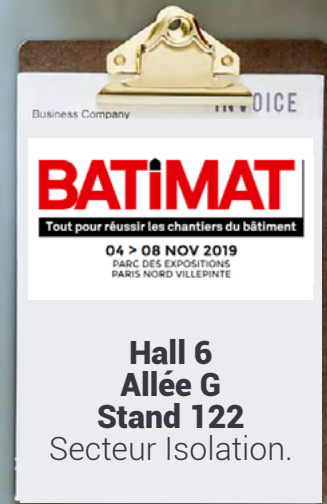 INVOICE
Business Company
BATIMAT
Tout pour réussir les chantiers du bâtiment
04 > 08 NOV 2019
PARC DES EXPOSITIONS
PARIS NORD VILLEPINTE
Hall 6
Allée G
Stand 122
Secteur Isolation.